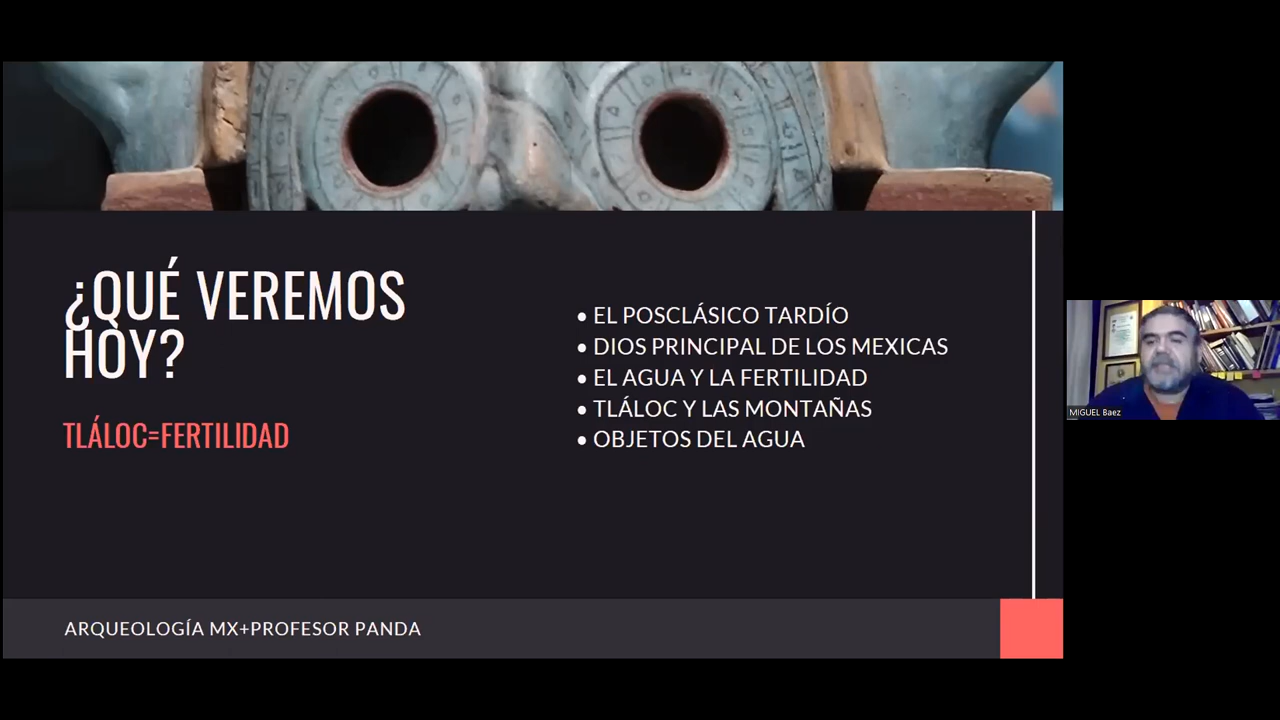 ¿QUÉ VEREMOS
HOY?
TLÁLOC=FERTILIDAD
• EL POSCLÁSICO TARDÍO
• DIOS PRINCIPAL DE LOS MEXICAS
• EL AGUA Y LA FERTILIDAD
• TLÁLOC Y LAS MONTAÑAS
• OBJETOS DEL AGUA
ARQUEOLOGÍA MX+PROFESOR PANDA
MIGUEL Baez